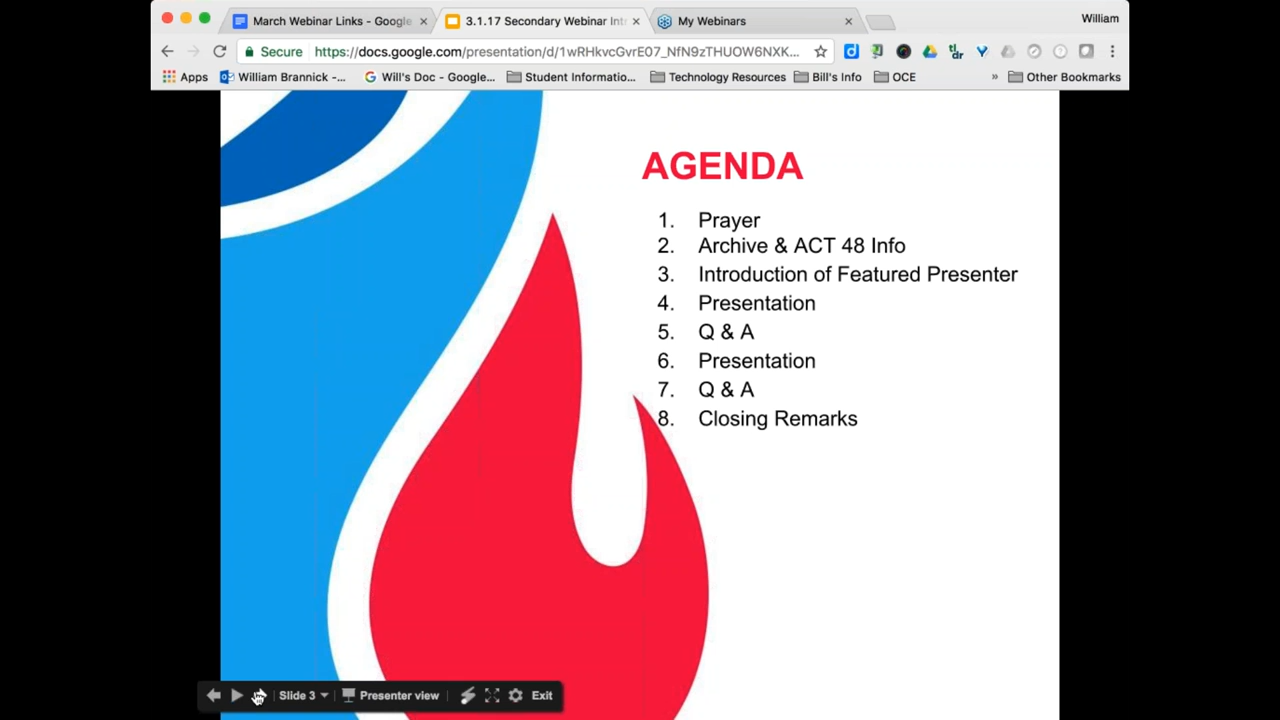 March Webinar Links - Google
3.1.17 Secondary Webinar Intr
My Webinars
William
Secure
https://docs.google.com/presentation/d/1wRHkvcGvrE07_NfN9zTHUOW6NXK...
tl;dr
Apps
William Brannick -...
Will's Doc - Google...
Student Informatio...
Technology Resources
Bill's Info
OCE
»
Other Bookmarks
AGENDA
1. Prayer
2. Archive & ACT 48 Info
3. Introduction of Featured Presenter
4. Presentation
5. Q & A
6. Presentation
7. Q & A
8. Closing Remarks
Slide 3
Presenter view
Exit